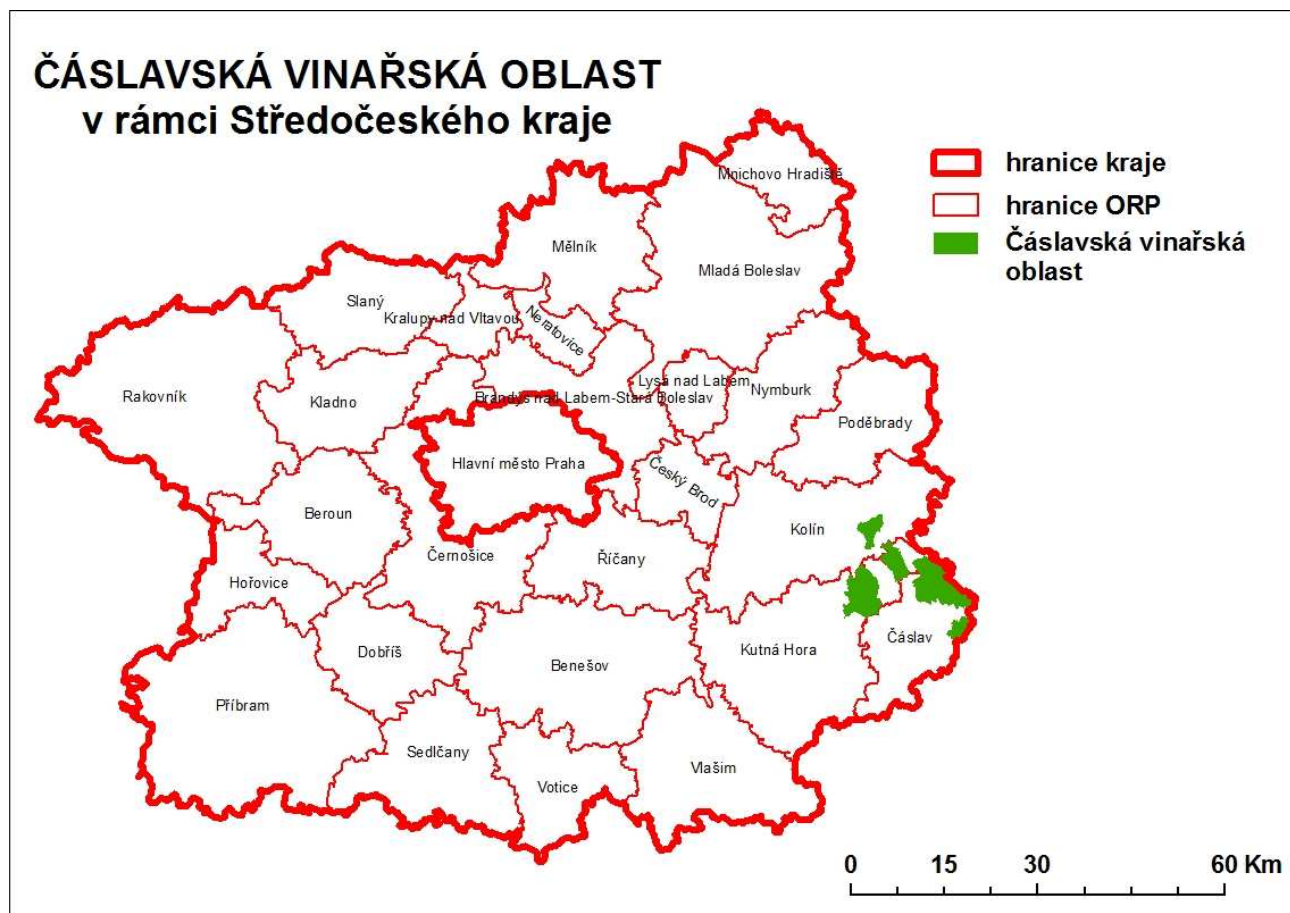 ČÁSLAVSKÁ VINAŘSKÁ OBLAST
v rámci Středočeského kraje
hranice kraje
hranice ORP
Čáslavská vinařská
oblast
Mnichovo Hradiště
Mělník
Mladá Boleslav
Slaný
Kralupy nad Vltavou
Neratovice
Rakovník
Kladno
Lysá nad Labem
Nymburk
Brandýs nad Labem-Stará Boleslav
Poděbrady
Hlavní město Praha
Český Brod
Beroun
Kolín
Černošice
Říčany
Hořovice
Dobříš
Benešov
Kutná Hora
Čáslav
Příbram
Sedlčany
Votice
Vlašim
0 15 30 60 Km